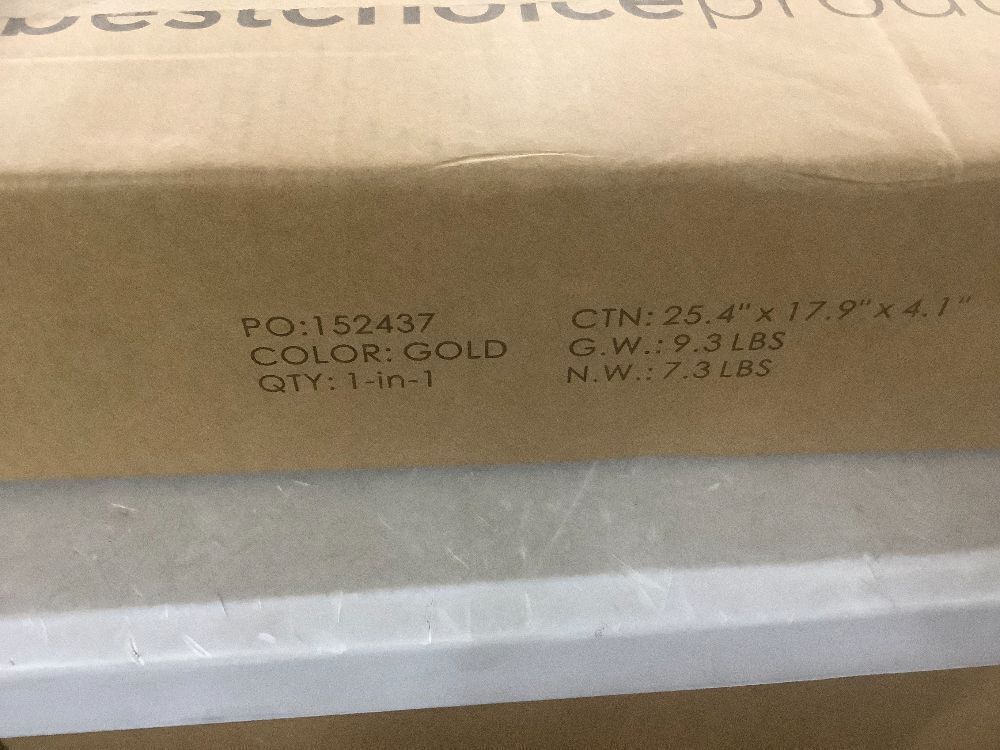 bestchoiceprodu
PO:152437
COLOR: GOLD
QTY: 1-in-1
CTN: 25.4" x 17.9" x 4.1"
G.W.: 9.3 LBS
N.W.: 7.3 LBS